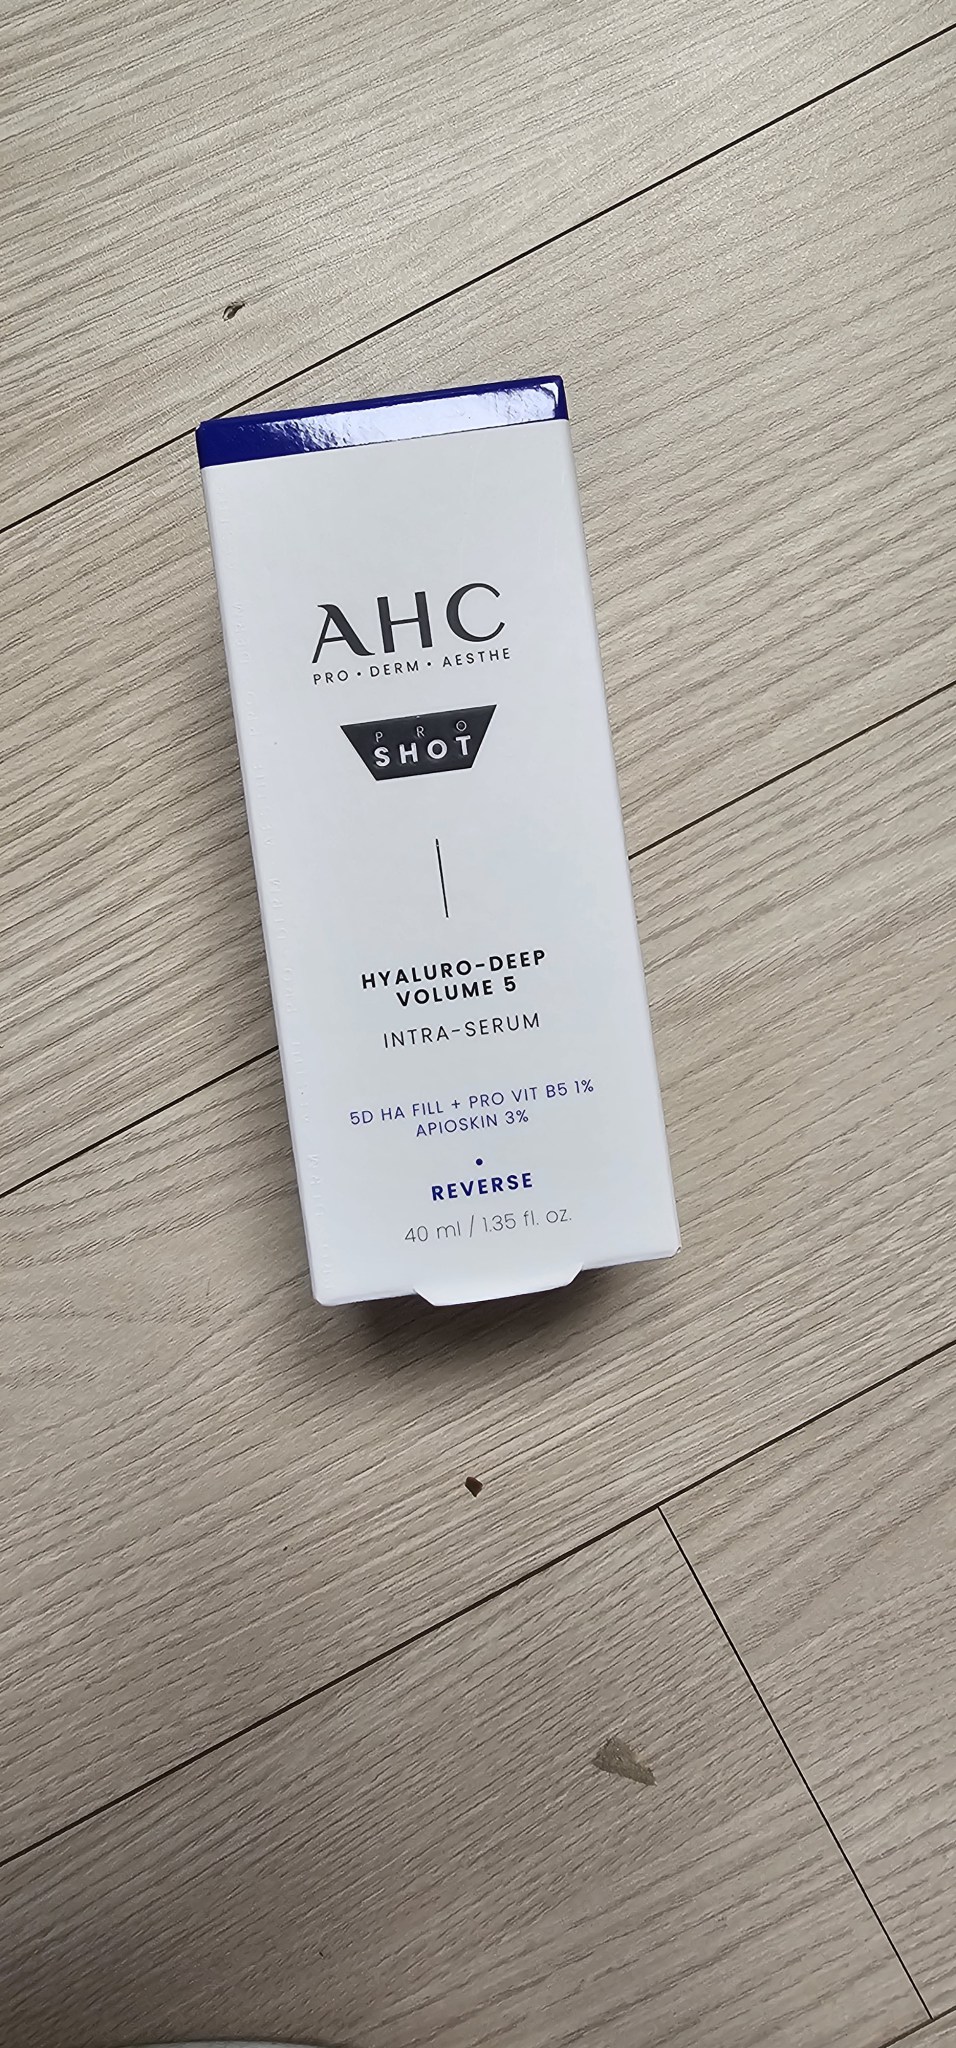 AHC
PRO • DERM • AESTHE
PRO
SHOT
HYALURO-DEEP
VOLUME 5
INTRA-SERUM
5D HA FILL + PRO VIT B5 1%
APIOSKIN 3%
•
REVERSE
40 ml / 1.35 fl. oz.